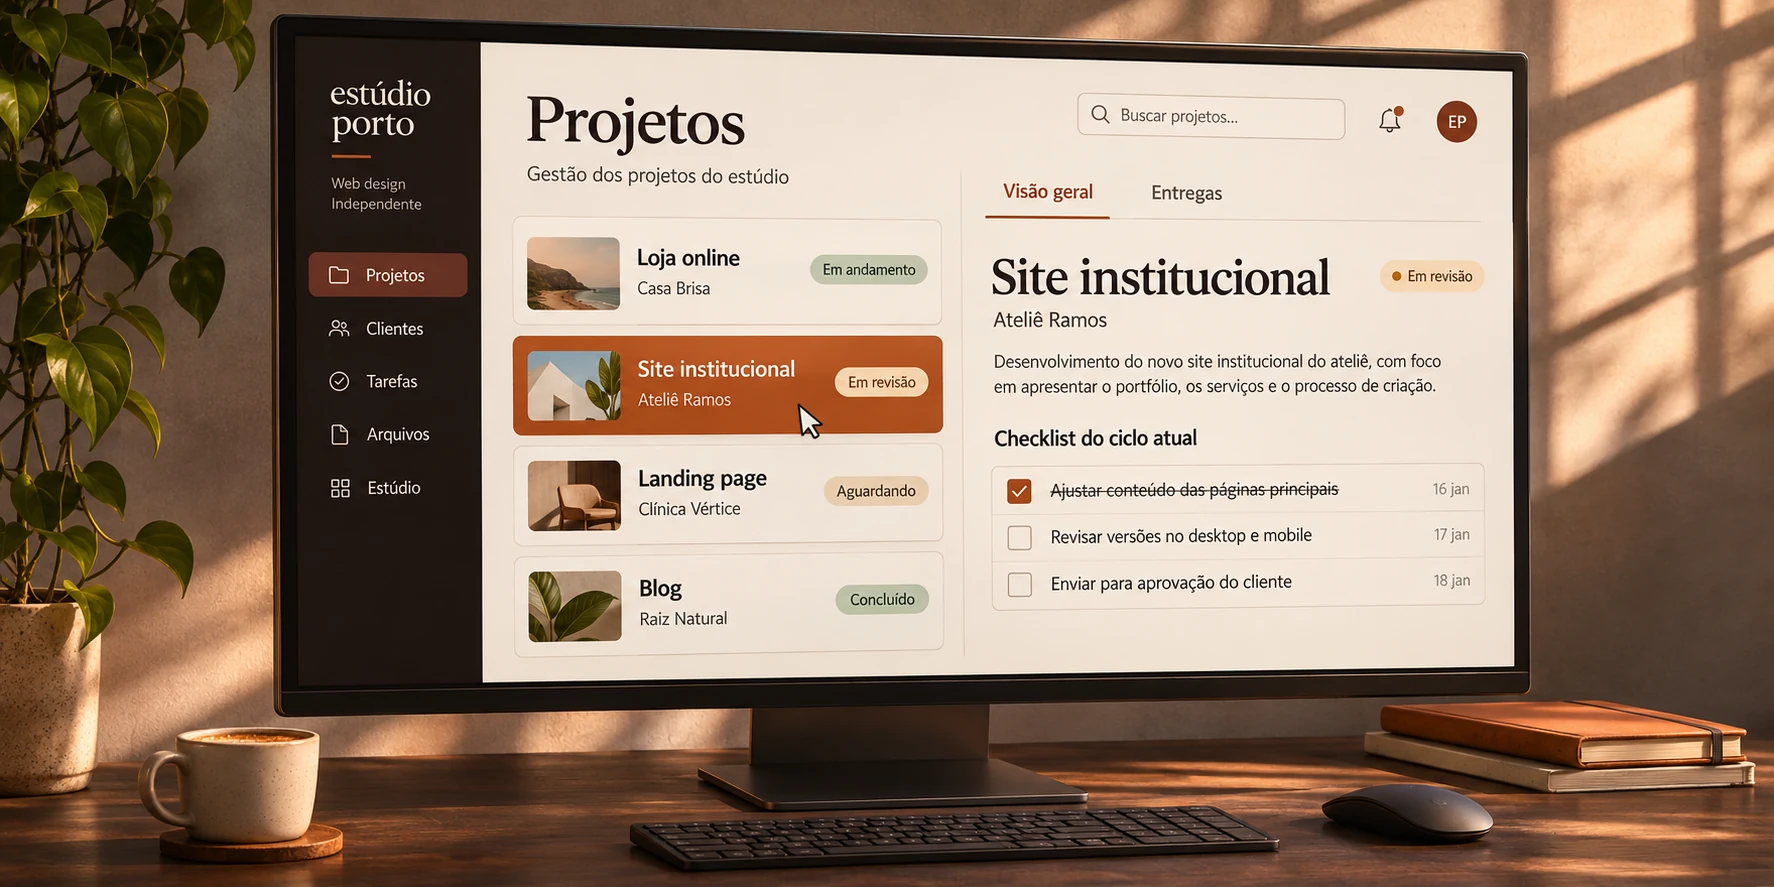 estúdio
porto
Web design
Independente
Projetos
Clientes
Tarefas
Arquivos
Estúdio
Projetos
Gestão dos projetos do estúdio
Buscar projetos...
EP
Loja online
Casa Brisa
Em andamento
Site institucional
Ateliê Ramos
Em revisão
Landing page
Clínica Vértice
Aguardando
Blog
Raiz Natural
Concluído
Visão geral
Entregas
Site institucional
Em revisão
Ateliê Ramos
Desenvolvimento do novo site institucional do ateliê, com foco
em apresentar o portfólio, os serviços e o processo de criação.
Checklist do ciclo atual
Ajustar conteúdo das páginas principais
16 jan
Revisar versões no desktop e mobile
17 jan
Enviar para aprovação do cliente
18 jan